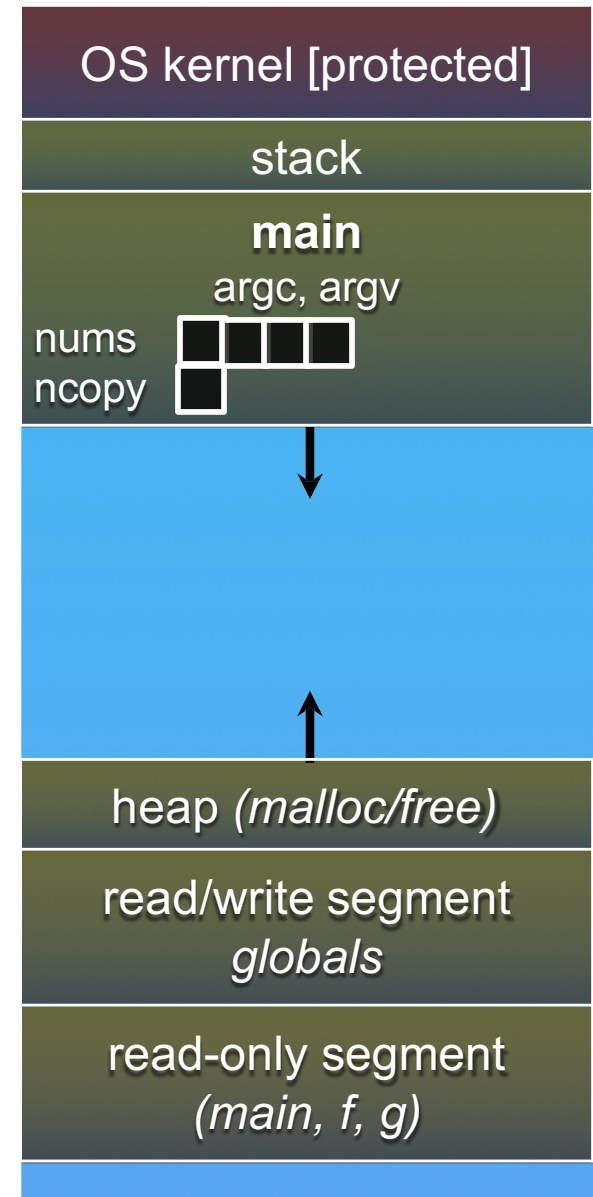 OS kernel [protected]
stack
main
argc, argv
nums
ncopy
heap (malloc/free)
read/write segment
globals
read-only segment
(main, f, g)